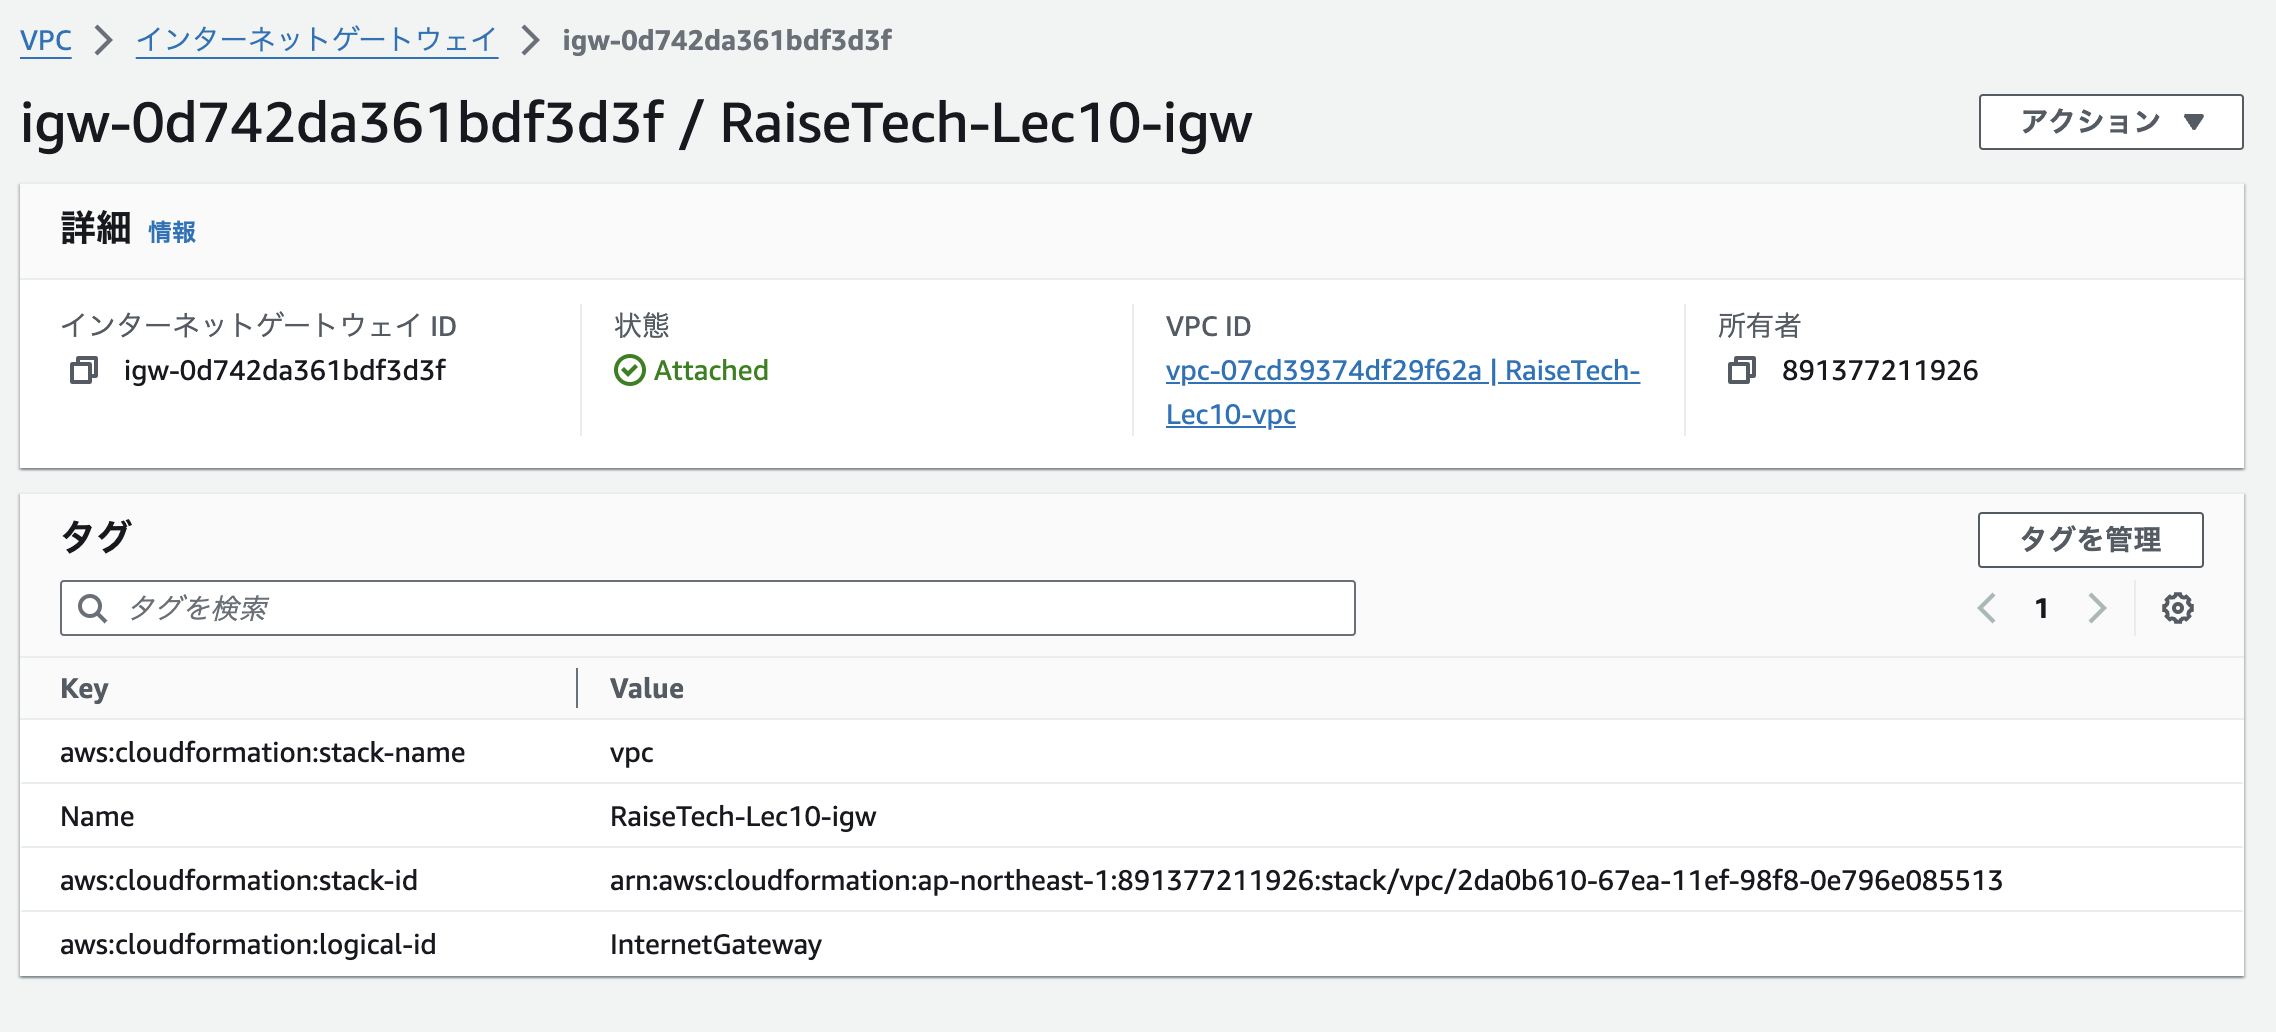 VPC > インターネットゲートウェイ > igw-0d742da361bdf3d3f
igw-0d742da361bdf3d3f / RaiseTech-Lec10-igw
アクション ▼
詳細 情報
インターネットゲートウェイ ID
igw-0d742da361bdf3d3f
状態
Attached
VPC ID
vpc-07cd39374df29f62a | RaiseTech-
Lec10-vpc
所有者
891377211926
タグ
タグを管理
タグを検索
1
Key Value
aws:cloudformation:stack-name vpc
Name RaiseTech-Lec10-igw
aws:cloudformation:stack-id arn:aws:cloudformation:ap-northeast-1:891377211926:stack/vpc/2da0b610-67ea-11ef-98f8-0e796e085513
aws:cloudformation:logical-id InternetGateway